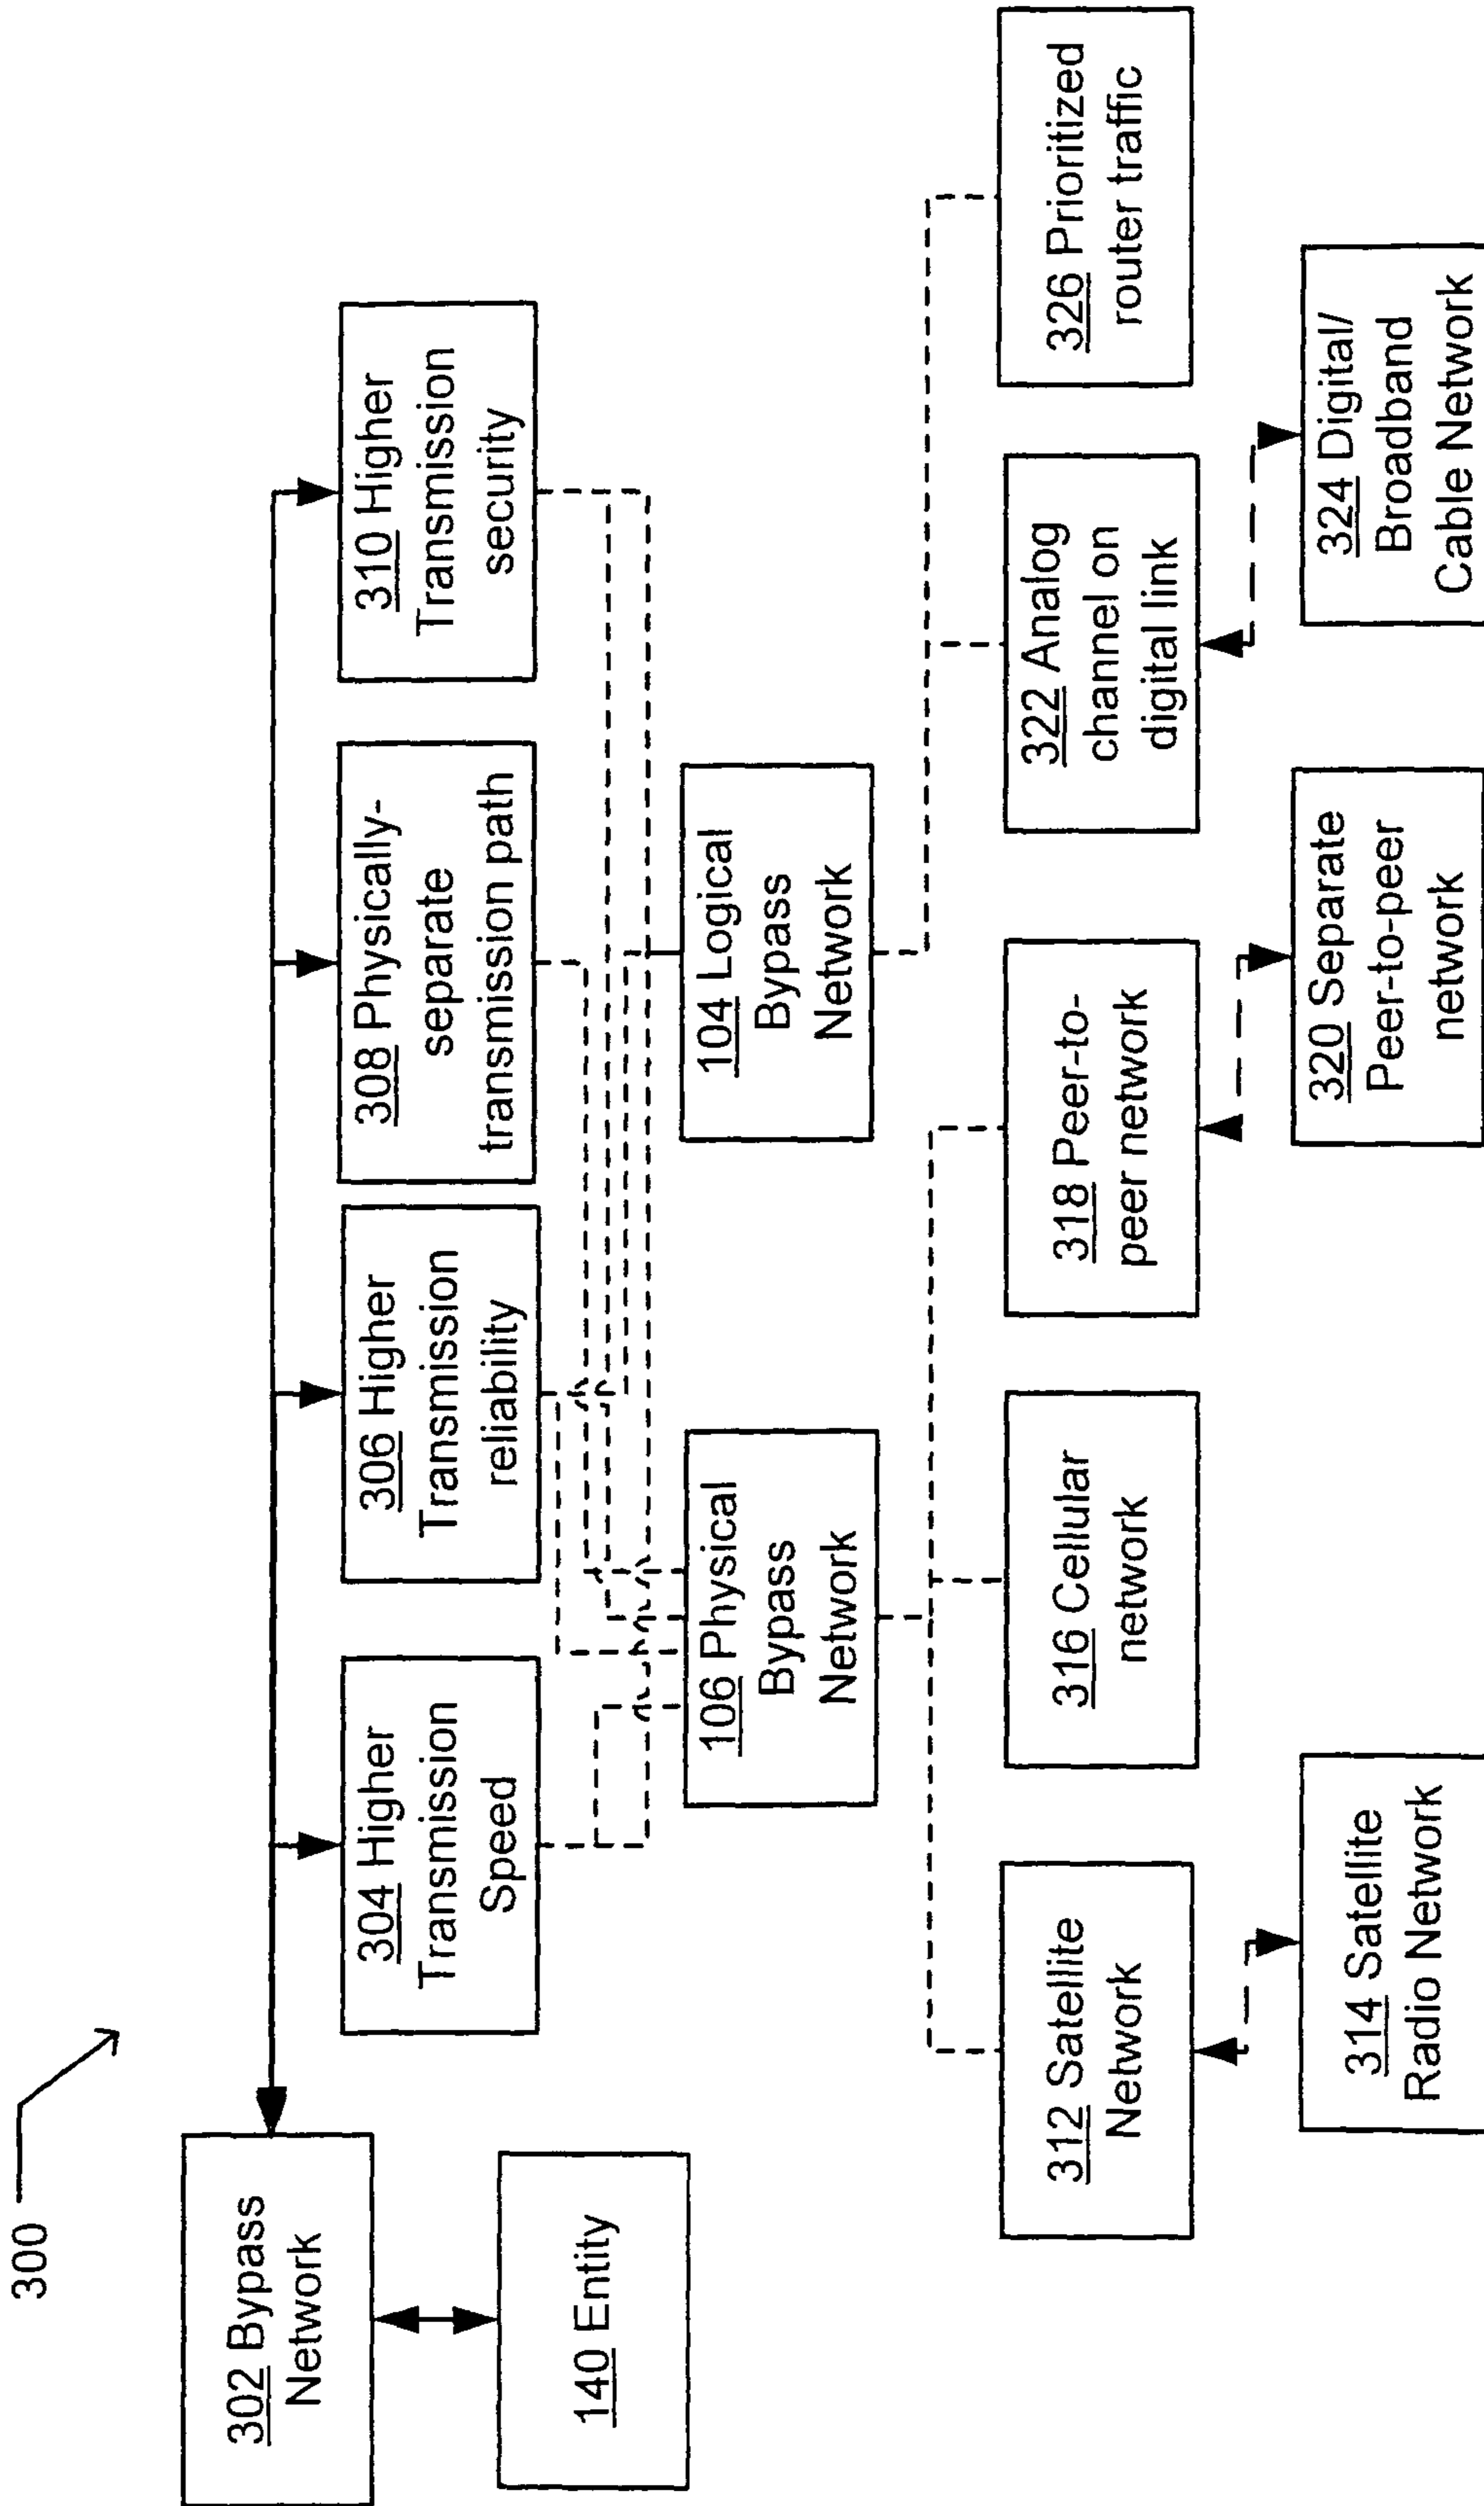 300
302 Bypass
Network
140 Entity
304 Higher
Transmission
Speed
306 Higher
Transmission
reliability
308 Physically-
separate
transmission path
310 Higher
Transmission
security
106 Physical
Bypass
Network
104 Logical
Bypass
Network
312 Satellite
Network
316 Cellular
network
318 Peer-to-
peer network
322 Analog
channel on
digital link
326 Prioritized
router traffic
314 Satellite
Radio Network
320 Separate
Peer-to-peer
network
324 Digital/
Broadband
Cable Network